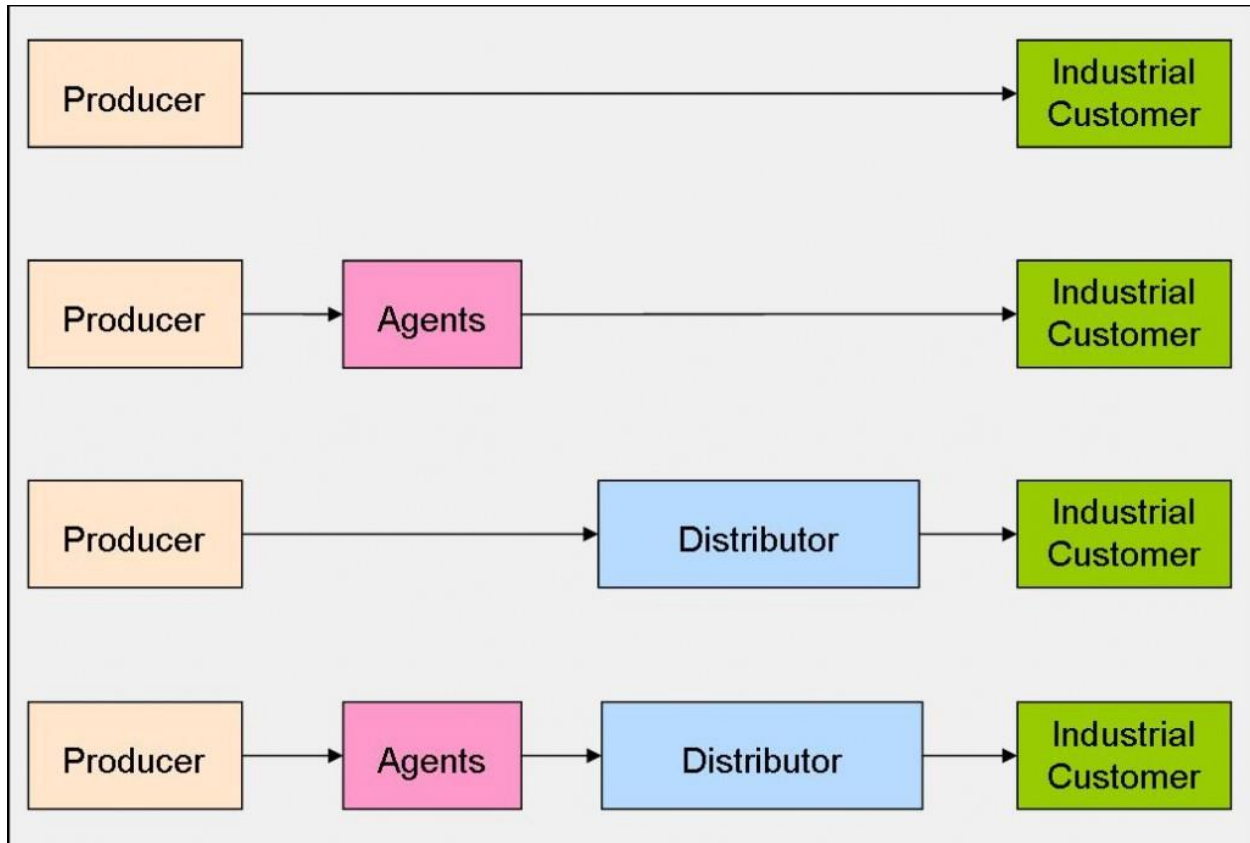 Producer
Industrial
Customer
Producer
Agents
Industrial
Customer
Producer
Distributor
Industrial
Customer
Producer
Agents
Distributor
Industrial
Customer